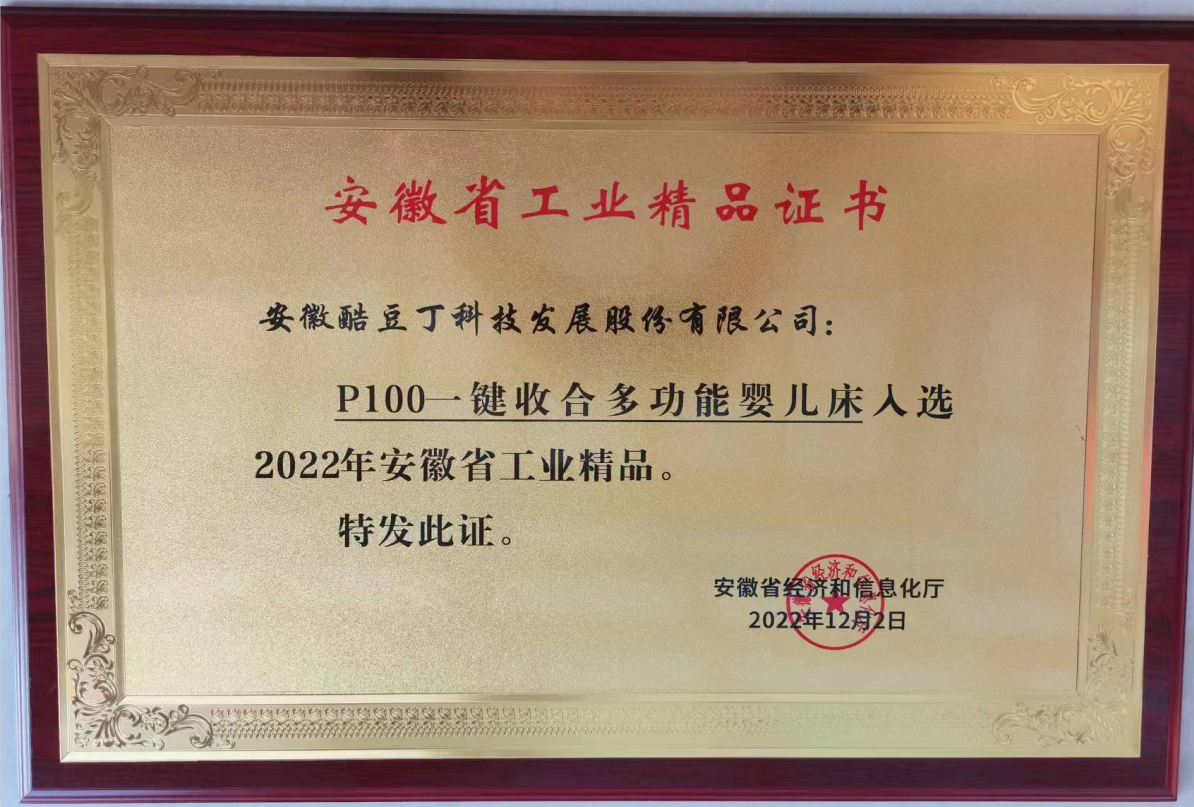 安徽省工业精品证书
安徽酷豆丁科技发展股份有限公司：
P100一键收合多功能婴儿床入选
2022年安徽省工业精品。
特发此证。
安徽省经济和信息化厅
2022年12月2日